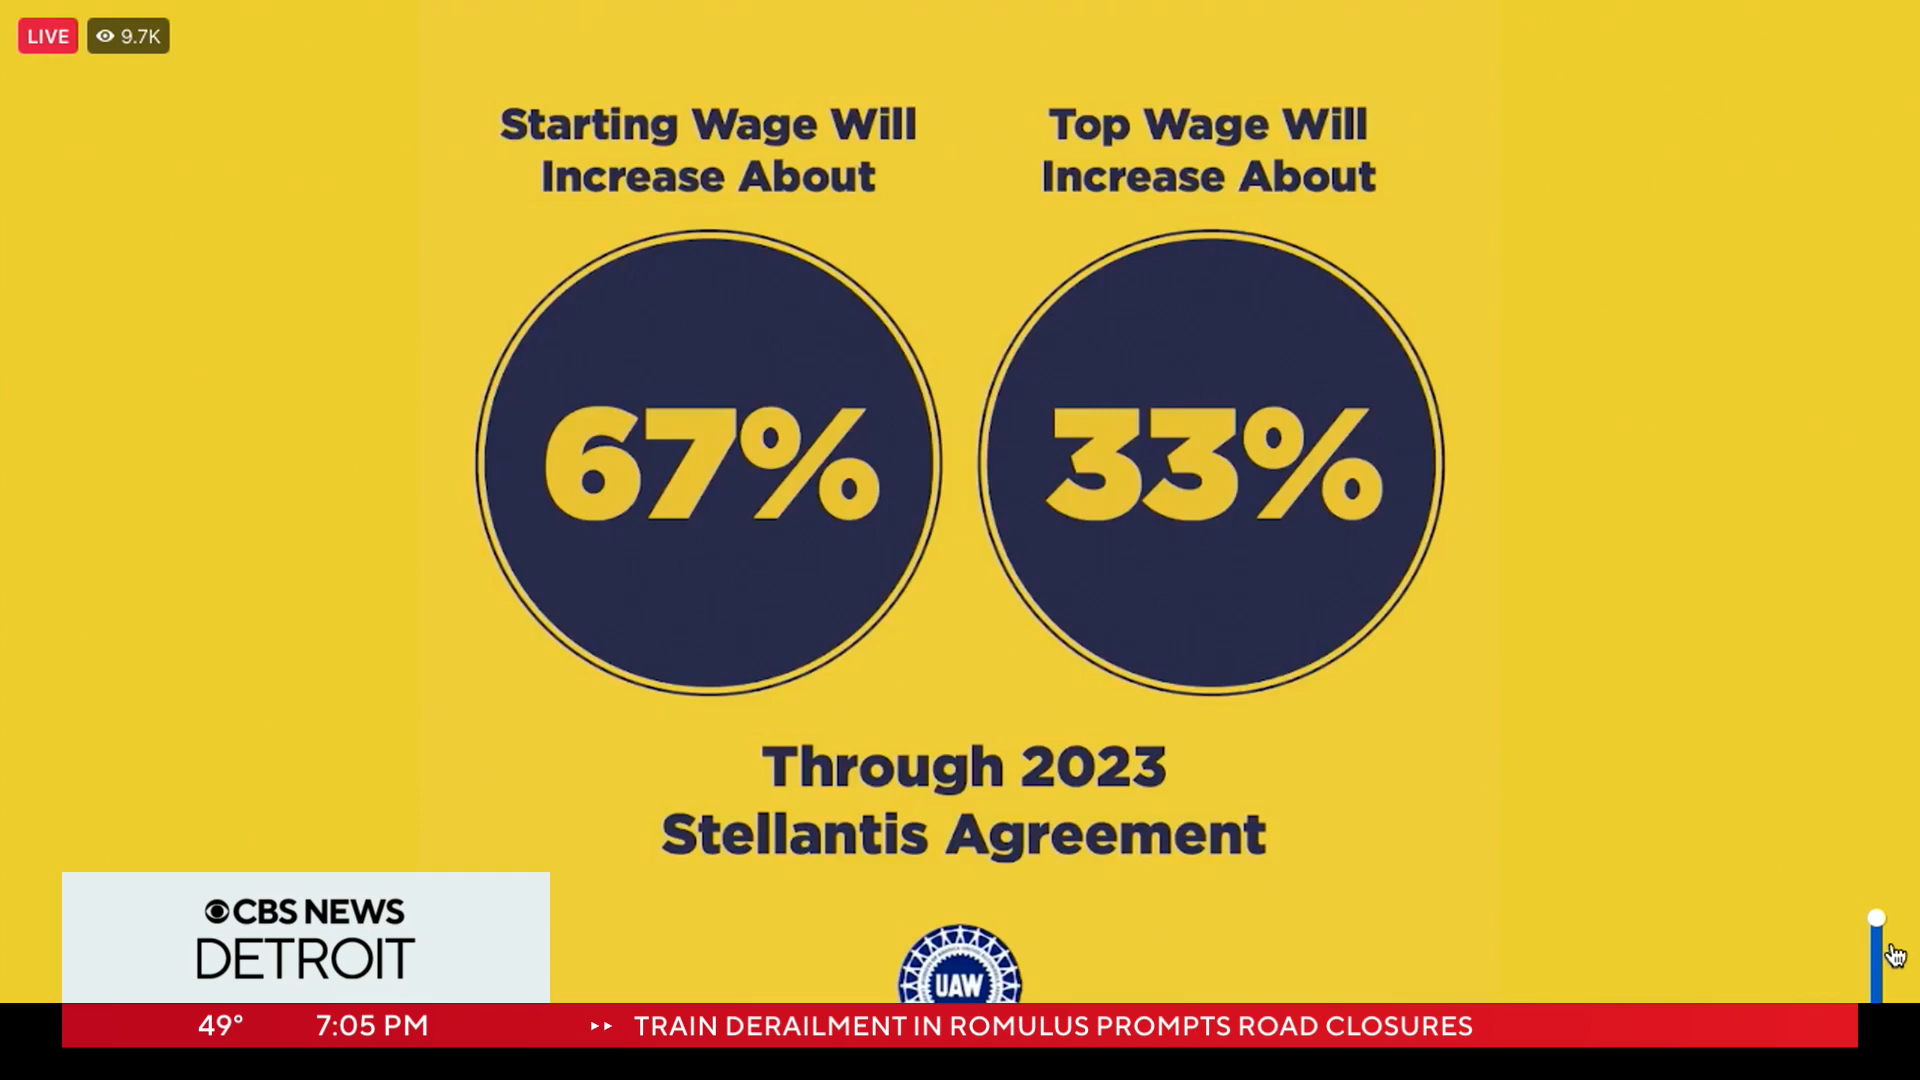 LIVE
9.7K
Starting Wage Will
Increase About
67%
Top Wage Will
Increase About
33%
Through 2023
Stellantis Agreement
UAW
CBS NEWS
DETROIT
49° 7:05 PM TRAIN DERAILMENT IN ROMULUS PROMPTS ROAD CLOSURES